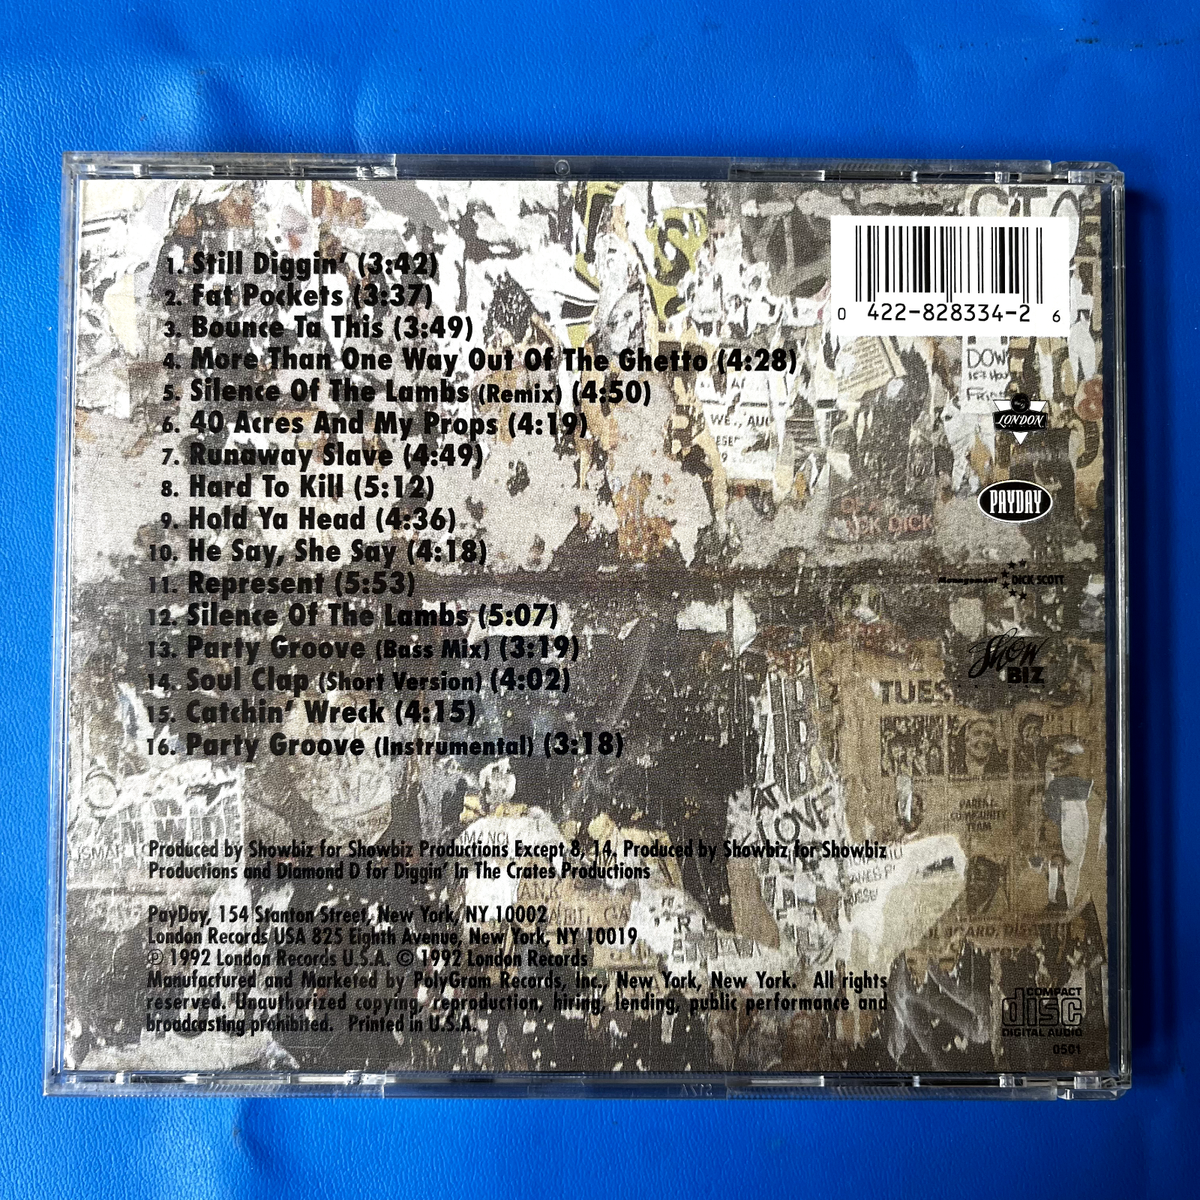 1. Still Diggin' (3:42)
2. Fat Pockets (3:37)
3. Bounce Ta This (3:49)
4. More Than One Way Out Of The Ghetto (4:28)
5. Silence Of The Lambs (Remix) (4:50)
6. 40 Acres And My Props (4:19)
7. Runaway Slave (4:49)
8. Hard To Kill (5:12)
9. Hold Ya Head (4:36)
10. He Say, She Say (4:18)
11. Represent (5:53)
12. Silence Of The Lambs (5:07)
13. Party Groove (Bass Mix) (3:19)
14. Soul Clap (Short Version) (4:02)
15. Catchin' Wreck (4:15)
16. Party Groove (Instrumental) (3:18)
Produced by Showbiz for Showbiz Productions Except 8, 14. Produced by Showbiz for Showbiz
Productions and Diamond D for Diggin' In The Crates Productions
PayDay, 154 Stanton Street, New York, NY 10002
London Records USA 825 Eighth Avenue, New York, NY 10019
℗ 1992 London Records U.S.A. © 1992 London Records
Manufactured and Marketed by PolyGram Records, Inc., New York, New York. All rights
reserved. Unauthorized copying, reproduction, hiring, lending, public performance and
broadcasting prohibited. Printed in U.S.A.
0 422-828334-2 6
LONDON
PAYDAY
Management DICK SCOTT
Show
BIZ
TUES
LOVE
COMPACT
disc
DIGITAL AUDIO
0501